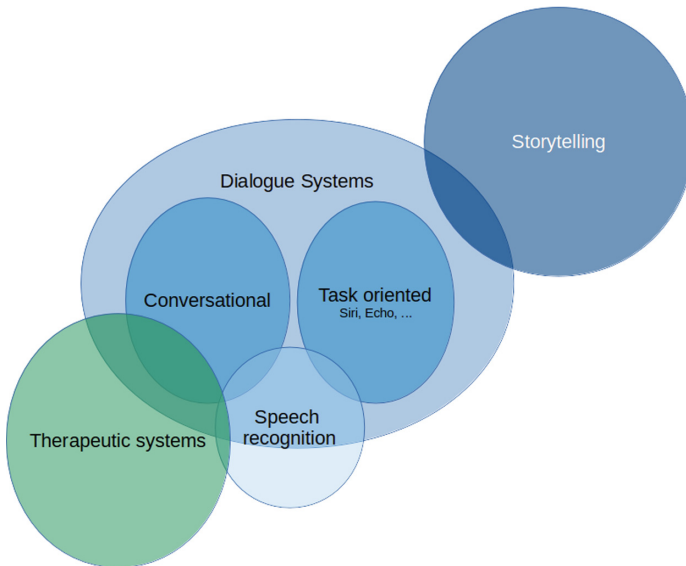 Storytelling
Dialogue Systems
Conversational
Task oriented
Siri, Echo, ...
Speech
recognition
Therapeutic systems